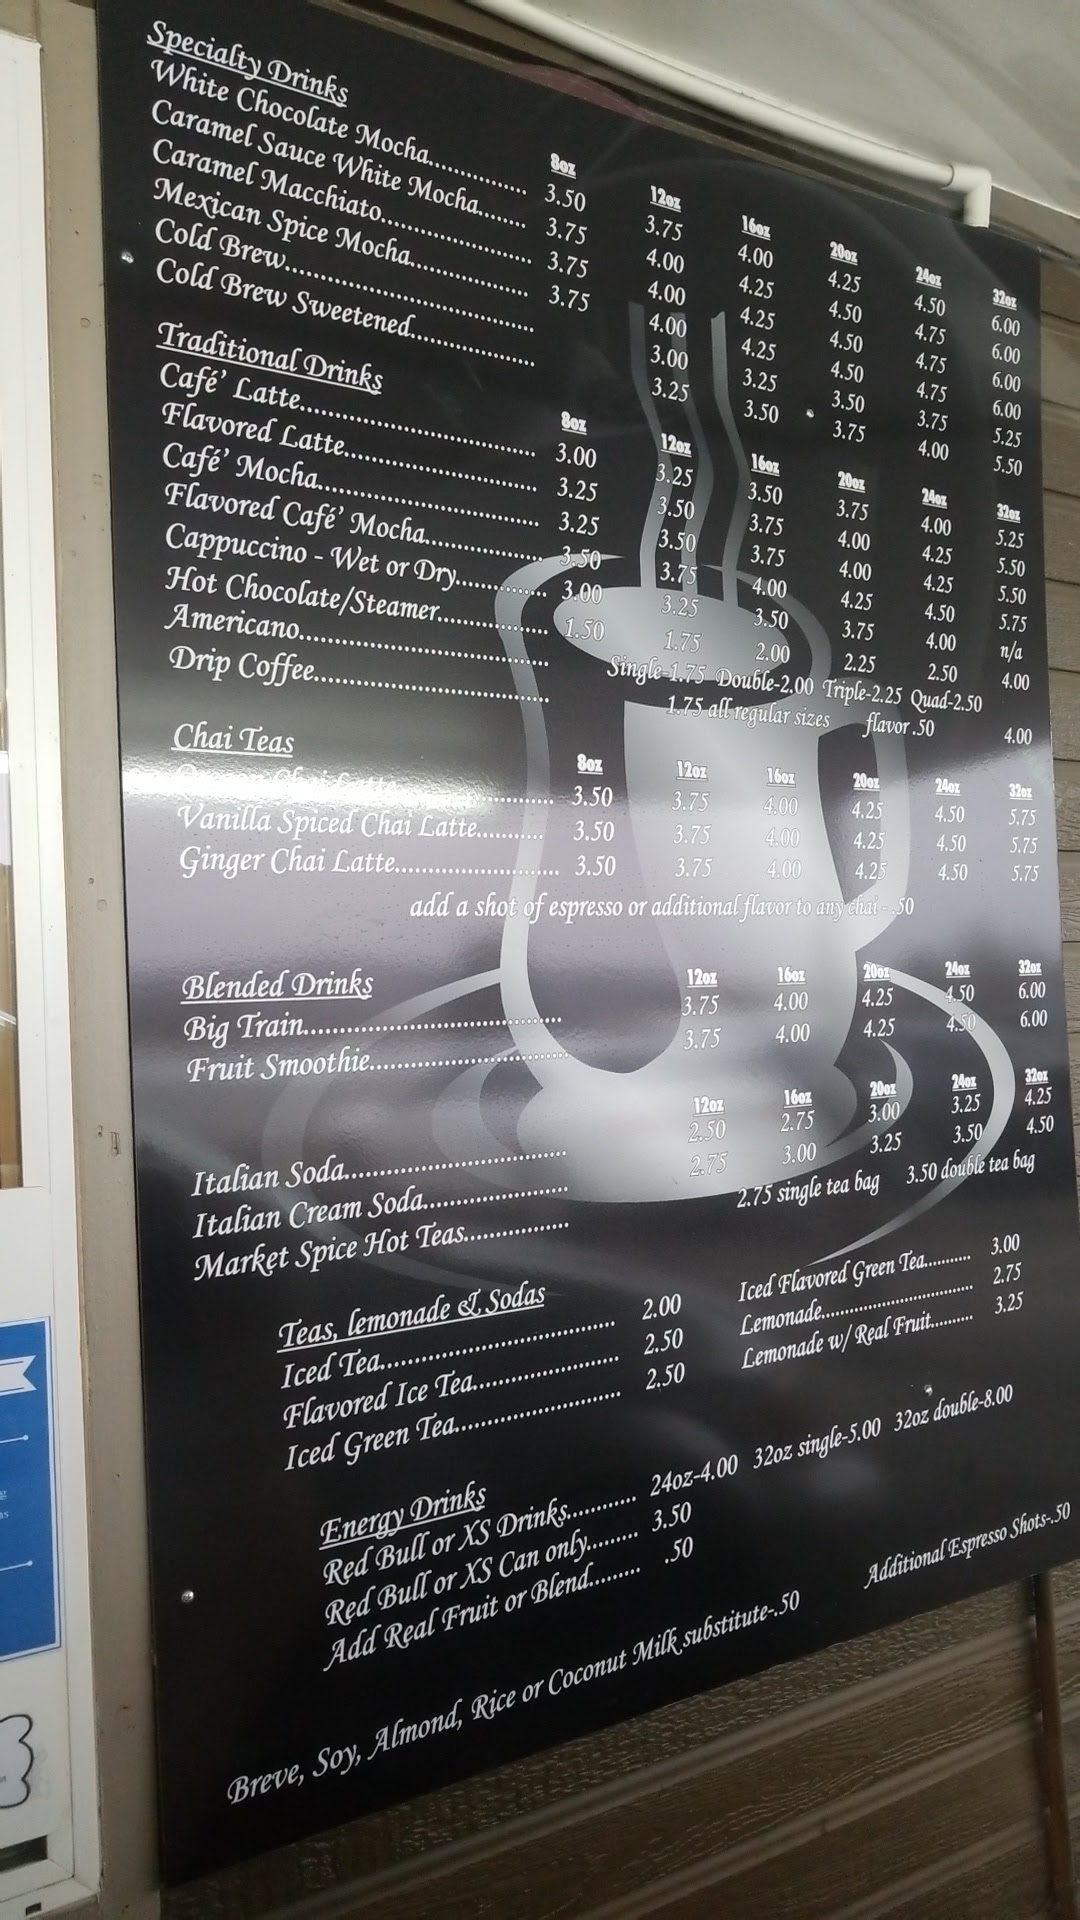 Specialty Drinks 8oz 12oz 16oz 20oz 24oz 32oz
White Chocolate Mocha.............. 3.50 3.75 4.00 4.25 4.50 6.00
Caramel Sauce White Mocha....... 3.75 4.00 4.25 4.50 4.75 6.00
Caramel Macchiato........................ 3.75 4.00 4.25 4.50 4.75 6.00
Mexican Spice Mocha................... 3.75 4.00 4.25 4.50 4.75 6.00
Cold Brew........................................ 3.00 3.25 3.50 3.75 5.25
Cold Brew Sweetened.................... 3.25 3.50 3.75 4.00 5.50
Traditional Drinks 8oz 12oz 16oz 20oz 24oz 32oz
Café' Latte...................................... 3.00 3.25 3.50 3.75 4.00 5.25
Flavored Latte............................... 3.25 3.50 3.75 4.00 4.25 5.50
Café' Mocha................................... 3.25 3.50 3.75 4.00 4.25 5.50
Flavored Café' Mocha................... 3.50 3.75 4.00 4.25 4.50 5.75
Cappuccino - Wet or Dry.............. 3.00 3.25 3.50 3.75 4.00 n/a
Hot Chocolate/Steamer................. 1.50 1.75 2.00 2.25 2.50 4.00
Americano........................................ Single-1.75 Double-2.00 Triple-2.25 Quad-2.50
Drip Coffee...................................... 1.75 all regular sizes flavor .50 4.00
Chai Teas 8oz 12oz 16oz 20oz 24oz 32oz
Oregon Chai Latte.......................... 3.50 3.75 4.00 4.25 4.50 5.75
Vanilla Spiced Chai Latte........... 3.50 3.75 4.00 4.25 4.50 5.75
Ginger Chai Latte........................... 3.50 3.75 4.00 4.25 4.50 5.75
add a shot of espresso or additional flavor to any chai - .50
Blended Drinks 12oz 16oz 20oz 24oz 32oz
Big Train.......................................... 3.75 4.00 4.25 4.50 6.00
Fruit Smoothie................................ 3.75 4.00 4.25 4.50 6.00
12oz 16oz 20oz 24oz 32oz
Italian Soda.................................... 2.50 2.75 3.00 3.25 4.25
Italian Cream Soda....................... 2.75 3.00 3.25 3.50 4.50
Market Spice Hot Teas................. 2.75 single tea bag 3.50 double tea bag
Teas, lemonade & Sodas
Iced Tea...................................... 2.00
Flavored Ice Tea........................ 2.50
Iced Green Tea........................... 2.50
Iced Flavored Green Tea.......... 3.00
Lemonade................................. 2.75
Lemonade w/ Real Fruit......... 3.25
Energy Drinks
Red Bull or XS Drinks............ 24oz-4.00 32oz single-5.00 32oz double-8.00
Red Bull or XS Can only........ 3.50
Add Real Fruit or Blend......... .50
Additional Espresso Shots-.50
Breve, Soy, Almond, Rice or Coconut Milk substitute-.50